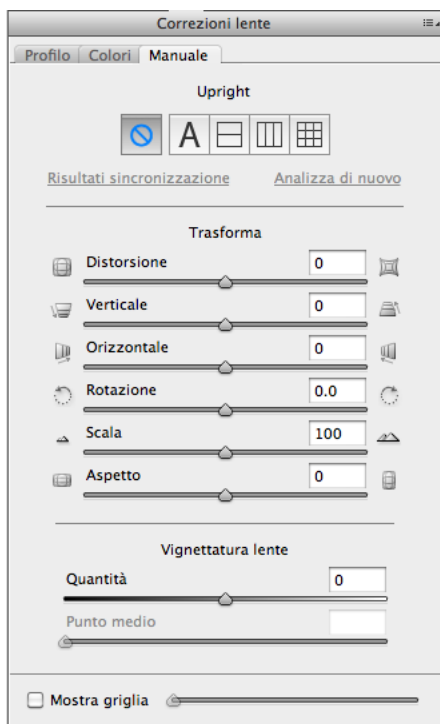 Correzioni lente
Profilo Colori Manuale
Upright
A
Risultati sincronizzazione Analizza di nuovo
Trasforma
Distorsione 0
Verticale 0
Orizzontale 0
Rotazione 0.0
Scala 100
Aspetto 0
Vignettatura lente
Quantità 0
Punto medio
Mostra griglia